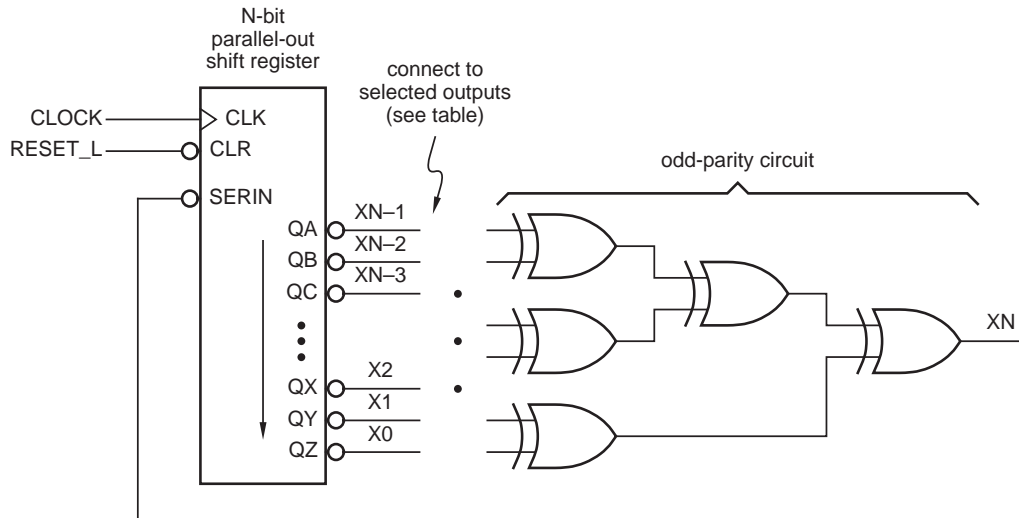 N-bit
parallel-out
shift register
connect to
selected outputs
(see table)
odd-parity circuit
CLOCK
CLK
RESET_L
CLR
SERIN
QA
XN–1
QB
XN–2
QC
XN–3
QX
X2
QY
X1
QZ
X0
XN